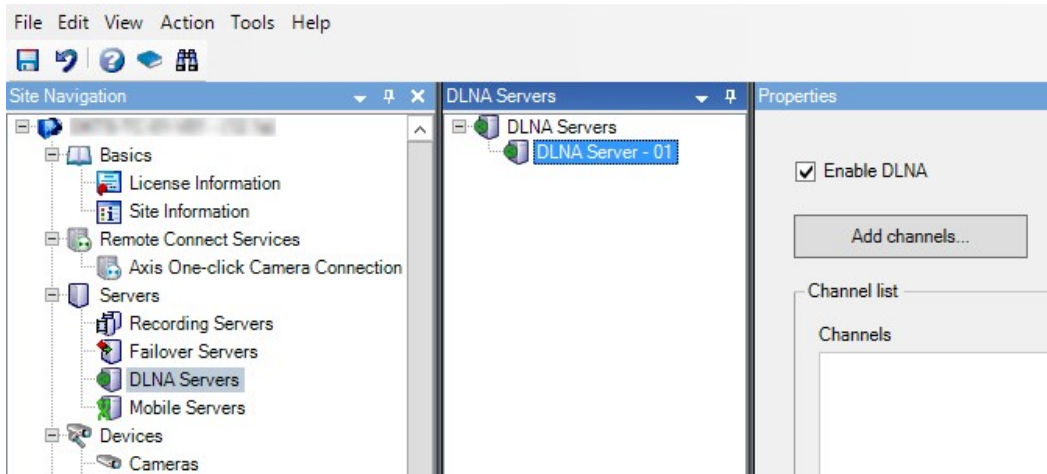 File Edit View Action Tools Help
Site Navigation
Basics
License Information
Site Information
Remote Connect Services
Axis One-click Camera Connection
Servers
Recording Servers
Failover Servers
DLNA Servers
Mobile Servers
Devices
Cameras
DLNA Servers
DLNA Servers
DLNA Server - 01
Properties
Enable DLNA
Add channels...
Channel list
Channels